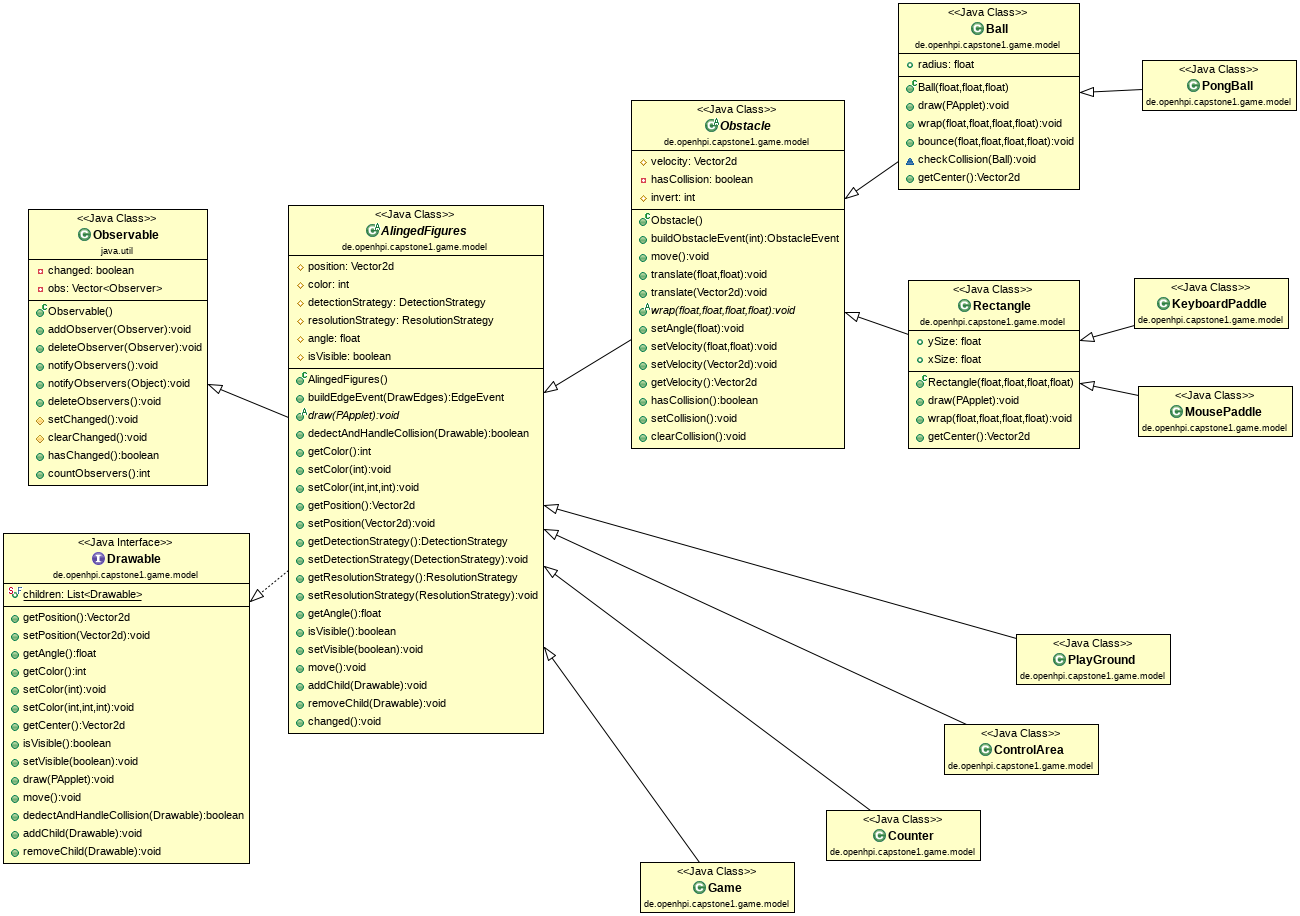 <<Java Class>>
Observable
java.util
changed: boolean
obs: Vector<Observer>
Observable()
addObserver(Observer):void
deleteObserver(Observer):void
notifyObservers():void
notifyObservers(Object):void
deleteObservers():void
setChanged():void
clearChanged():void
hasChanged():boolean
countObservers():int
<<Java Interface>>
Drawable
de.openhpi.capstone1.game.model
children: List<Drawable>
getPosition():Vector2d
setPosition(Vector2d):void
getAngle():float
getColor():int
setColor(int):void
setColor(int,int,int):void
getCenter():Vector2d
isVisible():boolean
setVisible(boolean):void
draw(PApplet):void
move():void
dedectAndHandleCollision(Drawable):boolean
addChild(Drawable):void
removeChild(Drawable):void
<<Java Class>>
AlingedFigures
de.openhpi.capstone1.game.model
position: Vector2d
color: int
detectionStrategy: DetectionStrategy
resolutionStrategy: ResolutionStrategy
angle: float
isVisible: boolean
AlingedFigures()
buildEdgeEvent(DrawEdges):EdgeEvent
draw(PApplet):void
dedectAndHandleCollision(Drawable):boolean
getColor():int
setColor(int):void
setColor(int,int,int):void
getPosition():Vector2d
setPosition(Vector2d):void
getDetectionStrategy():DetectionStrategy
setDetectionStrategy(DetectionStrategy):void
getResolutionStrategy():ResolutionStrategy
setResolutionStrategy(ResolutionStrategy):void
getAngle():float
isVisible():boolean
setVisible(boolean):void
move():void
addChild(Drawable):void
removeChild(Drawable):void
changed():void
<<Java Class>>
Obstacle
de.openhpi.capstone1.game.model
velocity: Vector2d
hasCollision: boolean
invert: int
Obstacle()
buildObstacleEvent(int):ObstacleEvent
move():void
translate(float,float):void
translate(Vector2d):void
wrap(float,float,float,float):void
setAngle(float):void
setVelocity(float,float):void
setVelocity(Vector2d):void
getVelocity():Vector2d
hasCollision():boolean
setCollision():void
clearCollision():void
<<Java Class>>
Ball
de.openhpi.capstone1.game.model
radius: float
Ball(float,float,float)
draw(PApplet):void
wrap(float,float,float,float):void
bounce(float,float,float,float):void
checkCollision(Ball):void
getCenter():Vector2d
<<Java Class>>
PongBall
de.openhpi.capstone1.game.model
<<Java Class>>
Rectangle
de.openhpi.capstone1.game.model
ySize: float
xSize: float
Rectangle(float,float,float,float)
draw(PApplet):void
wrap(float,float,float,float):void
getCenter():Vector2d
<<Java Class>>
KeyboardPaddle
de.openhpi.capstone1.game.model
<<Java Class>>
MousePaddle
de.openhpi.capstone1.game.model
<<Java Class>>
PlayGround
de.openhpi.capstone1.game.model
<<Java Class>>
ControlArea
de.openhpi.capstone1.game.model
<<Java Class>>
Counter
de.openhpi.capstone1.game.model
<<Java Class>>
Game
de.openhpi.capstone1.game.model